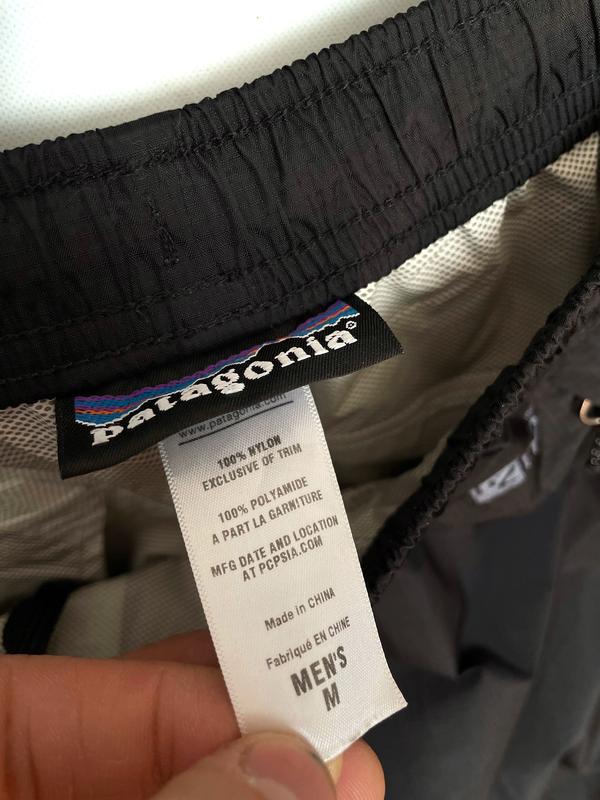 patagonia®
www.patagonia.com
100% NYLON
EXCLUSIVE OF TRIM
100% POLYAMIDE
A PART LA GARNITURE
MFG DATE AND LOCATION
AT PCPSIA.COM
Made in CHINA
Fabriqué EN CHINE
MEN'S
M